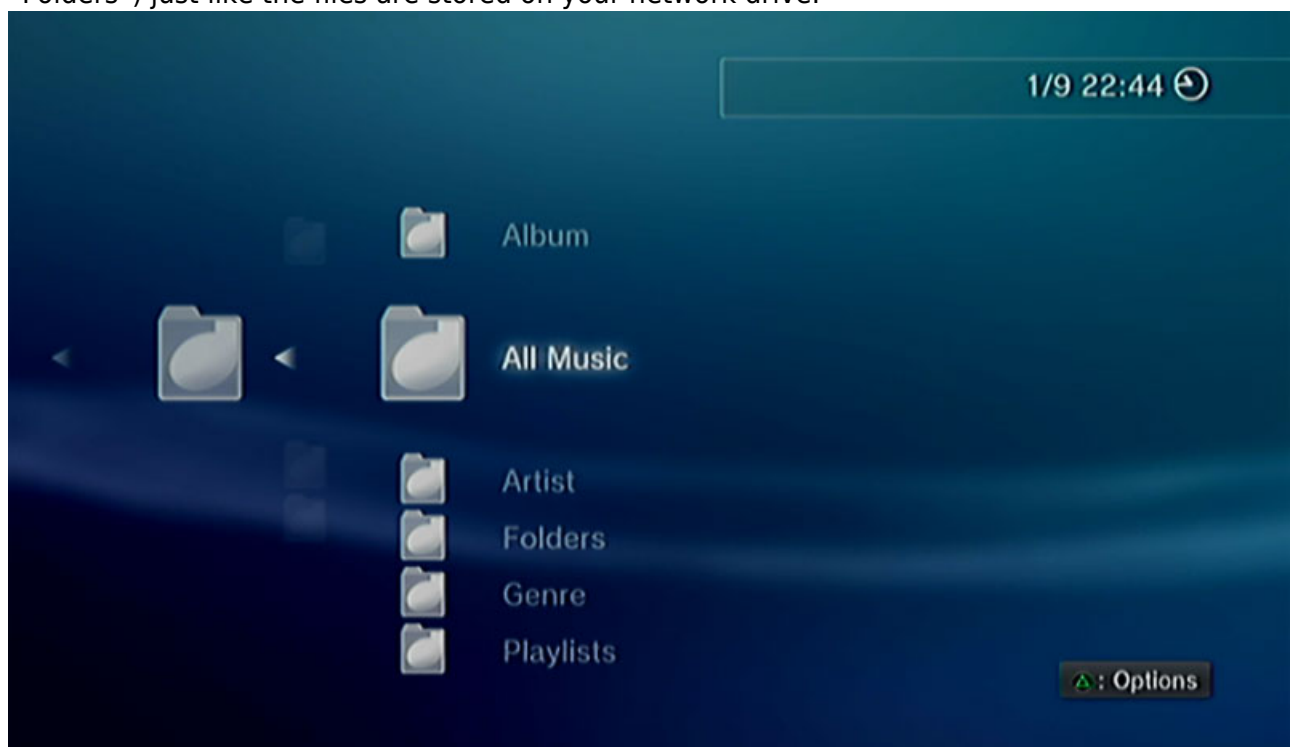 "Folders", just like the files are stored on your network drive.
1/9 22:44
Album
All Music
Artist
Folders
Genre
Playlists
: Options